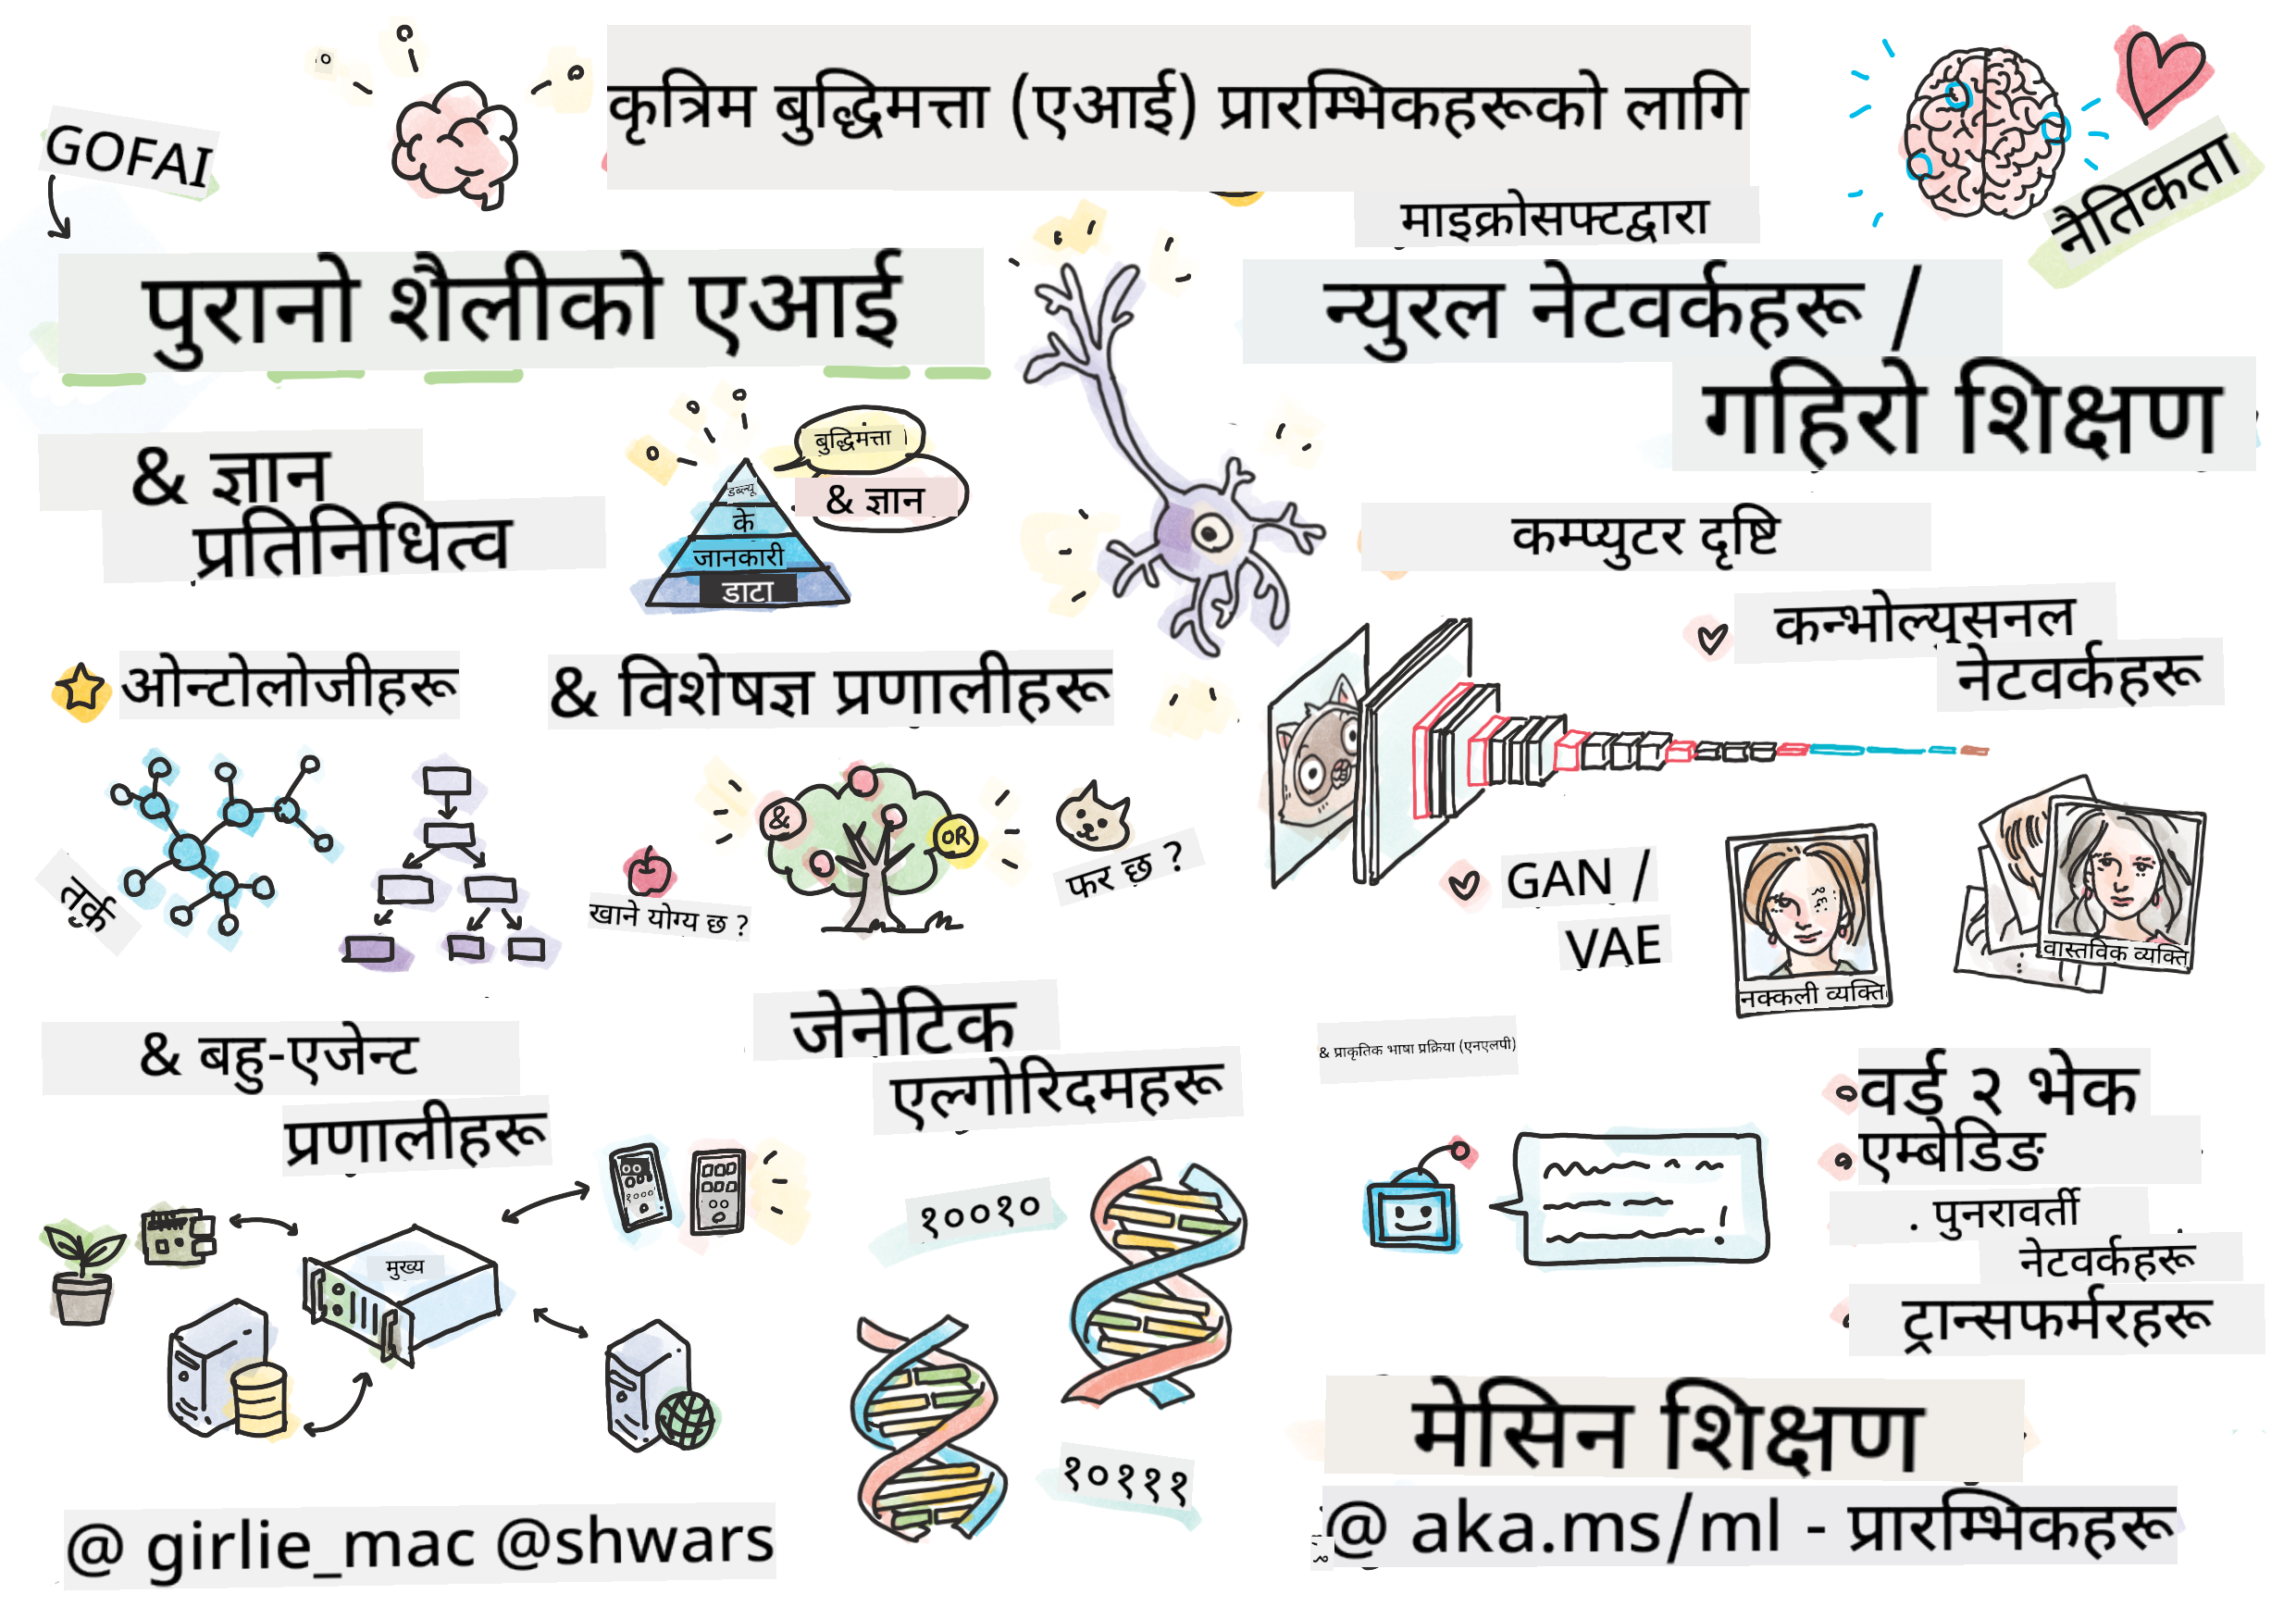 कृत्रिम बुद्धिमत्ता (एआई) प्रारम्भिकहरूको लागि
माइक्रोसफ्टद्वारा
GOFAI
नैतिकता
पुरानो शैलीको एआई
& ज्ञान
प्रतिनिधित्व
बुद्धिमत्ता
& ज्ञान
डब्ल्यू
के
जानकारी
डाटा
ओन्टोलोजीहरू
& विशेषज्ञ प्रणालीहरू
तर्क
&
OR
खाने योग्य छ ?
फर छ ?
& बहु-एजेन्ट
प्रणालीहरू
मुख्य
जेनेटिक
एल्गोरिदमहरू
१००१०
१०१११
न्युरल नेटवर्कहरू /
गहिरो शिक्षण
कम्प्युटर दृष्टि
कन्भोल्युसनल
नेटवर्कहरू
GAN /
VAE
नक्कली व्यक्ति
वास्तविक व्यक्ति
& प्राकृतिक भाषा प्रक्रिया (एनएलपी)
वर्ड २ भेक
एम्बेडिङ
. पुनरावर्ती
नेटवर्कहरू
ट्रान्सफर्मरहरू
मेसिन शिक्षण
@ aka.ms/ml - प्रारम्भिकहरू
@ girlie_mac @shwars